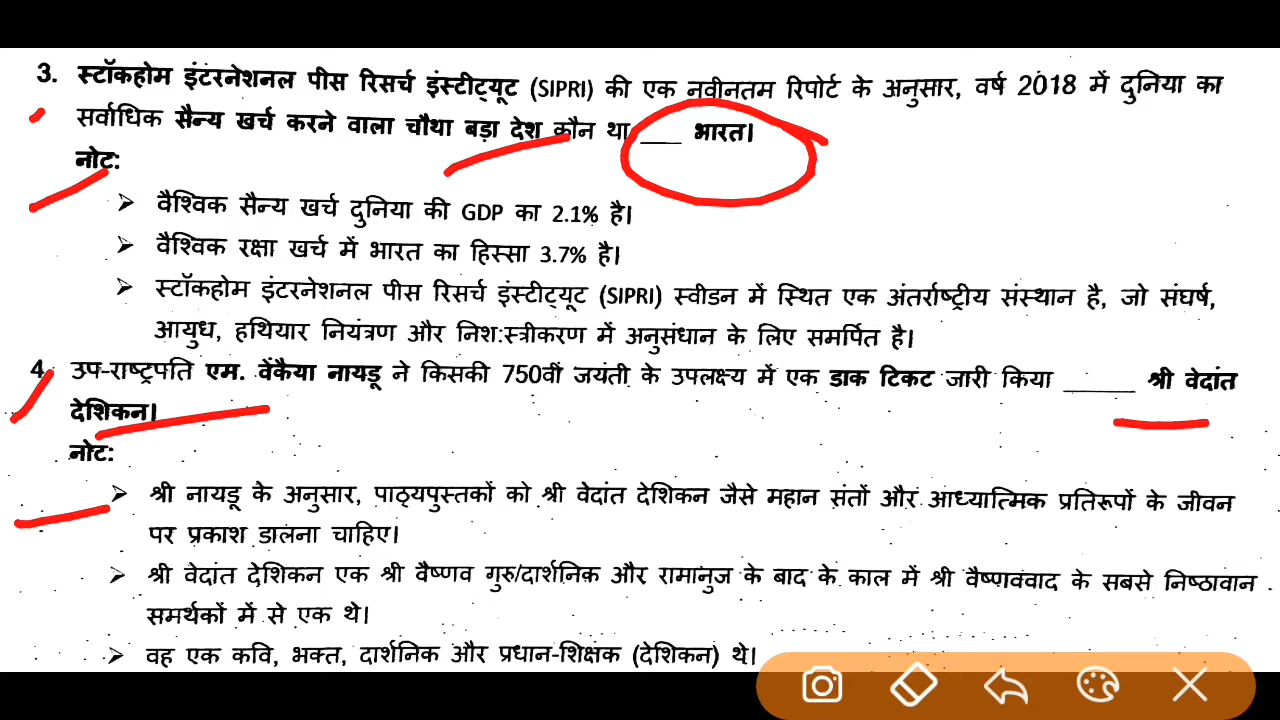 3. स्टॉकहोम इंटरनेशनल पीस रिसर्च इंस्टीट्यूट (SIPRI) की एक नवीनतम रिपोर्ट के अनुसार, वर्ष 2018 में दुनिया का
सर्वाधिक सैन्य खर्च करने वाला चौथा बड़ा देश कौन था ___ भारत।
नोट:
➢ वैश्विक सैन्य खर्च दुनिया की GDP का 2.1% है।
➢ वैश्विक रक्षा खर्च में भारत का हिस्सा 3.7% है।
➢ स्टॉकहोम इंटरनेशनल पीस रिसर्च इंस्टीट्यूट (SIPRI) स्वीडन में स्थित एक अंतर्राष्ट्रीय संस्थान है, जो संघर्ष,
आयुध, हथियार नियंत्रण और निश:स्त्रीकरण में अनुसंधान के लिए समर्पित है।
4. उप-राष्ट्रपति एम. वेंकैया नायडू ने किसकी 750वीं जयंती के उपलक्ष्य में एक डाक टिकट जारी किया ______ श्री वेदांत
देशिकन।
नोट:
➢ श्री नायडू के अनुसार, पाठ्यपुस्तकों को श्री वेदांत देशिकन जैसे महान संतों और आध्यात्मिक प्रतिरूपों के जीवन
पर प्रकाश डालना चाहिए।
➢ श्री वेदांत देशिकन एक श्री वैष्णव गुरु/दार्शनिक और रामानुज के बाद के काल में श्री वैष्णववाद के सबसे निष्ठावान
समर्थकों में से एक थे।
➢ वह एक कवि, भक्त, दार्शनिक और प्रधान-शिक्षक (देशिकन) थे।